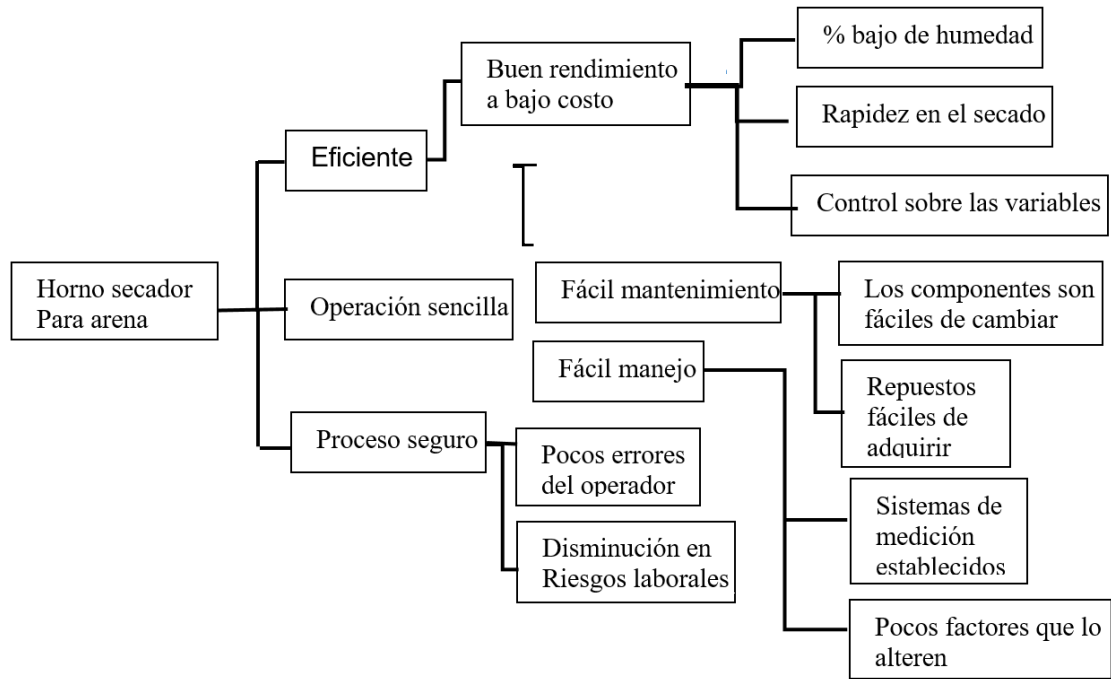 % bajo de humedad
Buen rendimiento
a bajo costo
Rapidez en el secado
Eficiente
Control sobre las variables
Horno secador
Para arena
Operación sencilla
Fácil mantenimiento
Los componentes son
fáciles de cambiar
Fácil manejo
Repuestos
fáciles de
adquirir
Proceso seguro
Pocos errores
del operador
Sistemas de
medición
establecidos
Disminución en
Riesgos laborales
Pocos factores que lo
alteren